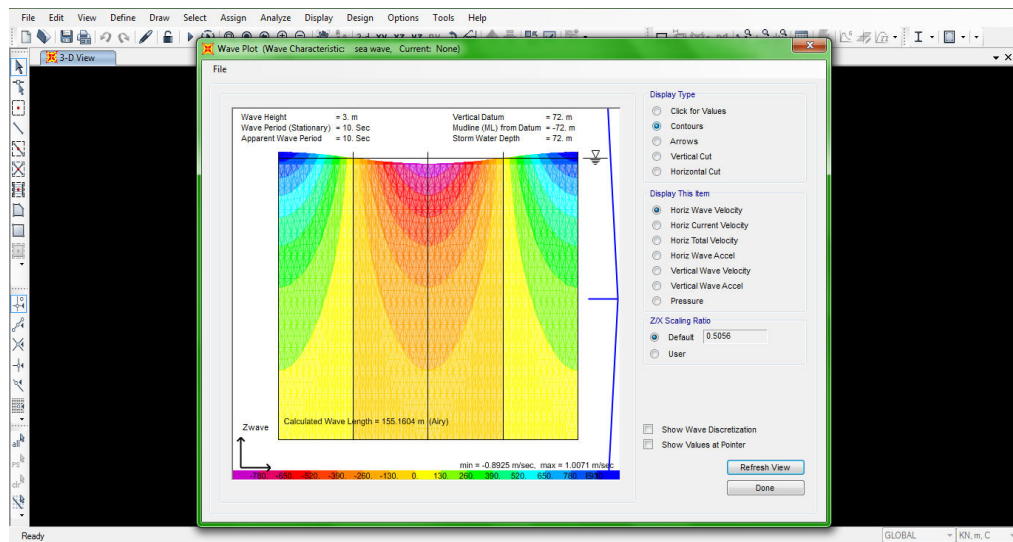 File Edit View Define Draw Select Assign Analyze Display Design Options Tools Help
3-D View
Wave Plot (Wave Characteristic: sea wave, Current: None)
File
Wave Height = 3. m
Wave Period (Stationary) = 10. Sec
Apparent Wave Period = 10. Sec
Vertical Datum = 72. m
Mudline (ML) from Datum = -72. m
Storm Water Depth = 72. m
Calculated Wave Length = 155.1604 m (Airy)
Zwave
min = -0.8925 m/sec, max = 1.0071 m/sec
-780. -650. -520. -390. -260. -130. 0. 130. 260. 390. 520. 650. 780.
Display Type
Click for Values
Contours
Arrows
Vertical Cut
Horizontal Cut
Display This Item
Horiz Wave Velocity
Horiz Current Velocity
Horiz Total Velocity
Horiz Wave Accel
Vertical Wave Velocity
Vertical Wave Accel
Pressure
Z/X Scaling Ratio
Default 0.5056
User
Show Wave Discretization
Show Values at Pointer
Refresh View
Done
all
PS
clr
Ready
GLOBAL
KN, m, C